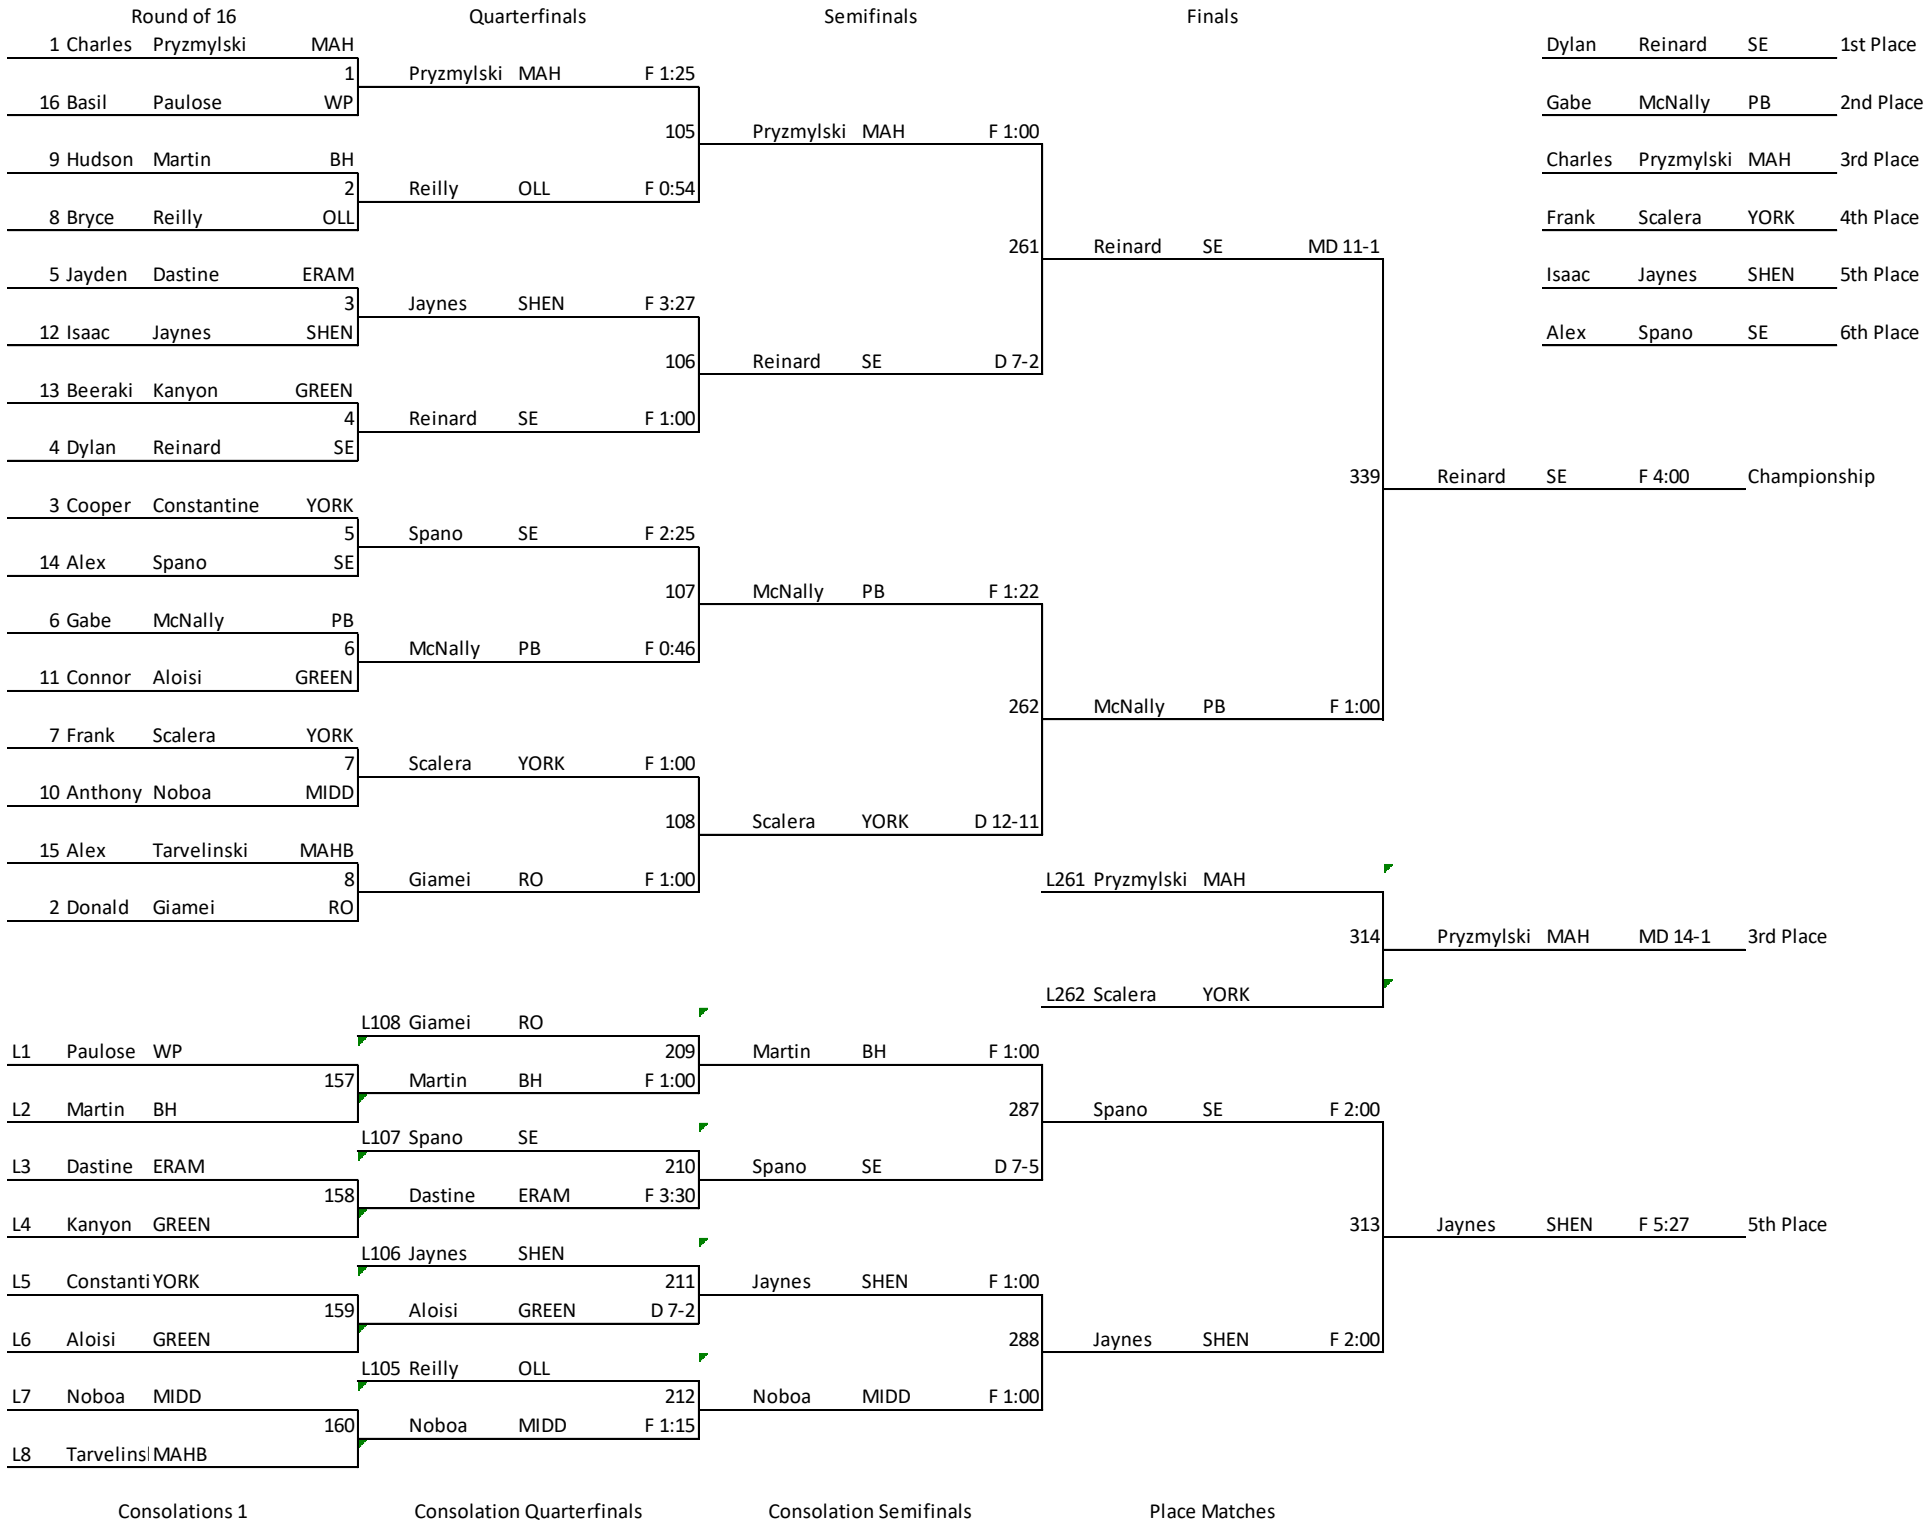 Round of 16 Quarterfinals Semifinals Finals
1 Charles Pryzmylski MAH Dylan Reinard SE 1st Place
1 Pryzmylski MAH F 1:25
16 Basil Paulose WP Gabe McNally PB 2nd Place
105 Pryzmylski MAH F 1:00
9 Hudson Martin BH Charles Pryzmylski MAH 3rd Place
2 Reilly OLL F 0:54
8 Bryce Reilly OLL Frank Scalera YORK 4th Place
261 Reinard SE MD 11-1
5 Jayden Dastine ERAM Isaac Jaynes SHEN 5th Place
3 Jaynes SHEN F 3:27
12 Isaac Jaynes SHEN Alex Spano SE 6th Place
106 Reinard SE D 7-2
13 Beeraki Kanyon GREEN
4 Reinard SE F 1:00
4 Dylan Reinard SE
339 Reinard SE F 4:00 Championship
3 Cooper Constantine YORK
5 Spano SE F 2:25
14 Alex Spano SE
107 McNally PB F 1:22
6 Gabe McNally PB
6 McNally PB F 0:46
11 Connor Aloisi GREEN
262 McNally PB F 1:00
7 Frank Scalera YORK
7 Scalera YORK F 1:00
10 Anthony Noboa MIDD
108 Scalera YORK D 12-11
15 Alex Tarvelinski MAHB
8 Giamei RO F 1:00 L261 Pryzmylski MAH
2 Donald Giamei RO
314 Pryzmylski MAH MD 14-1 3rd Place
L262 Scalera YORK
L108 Giamei RO
L1 Paulose WP 209 Martin BH F 1:00
157 Martin BH F 1:00
L2 Martin BH 287 Spano SE F 2:00
L107 Spano SE
L3 Dastine ERAM 210 Spano SE D 7-5
158 Dastine ERAM F 3:30
L4 Kanyon GREEN 313 Jaynes SHEN F 5:27 5th Place
L106 Jaynes SHEN
L5 Constanti YORK 211 Jaynes SHEN F 1:00
159 Aloisi GREEN D 7-2
L6 Aloisi GREEN 288 Jaynes SHEN F 2:00
L105 Reilly OLL
L7 Noboa MIDD 212 Noboa MIDD F 1:00
160 Noboa MIDD F 1:15
L8 Tarvelins MAHB
Consolations 1 Consolation Quarterfinals Consolation Semifinals Place Matches